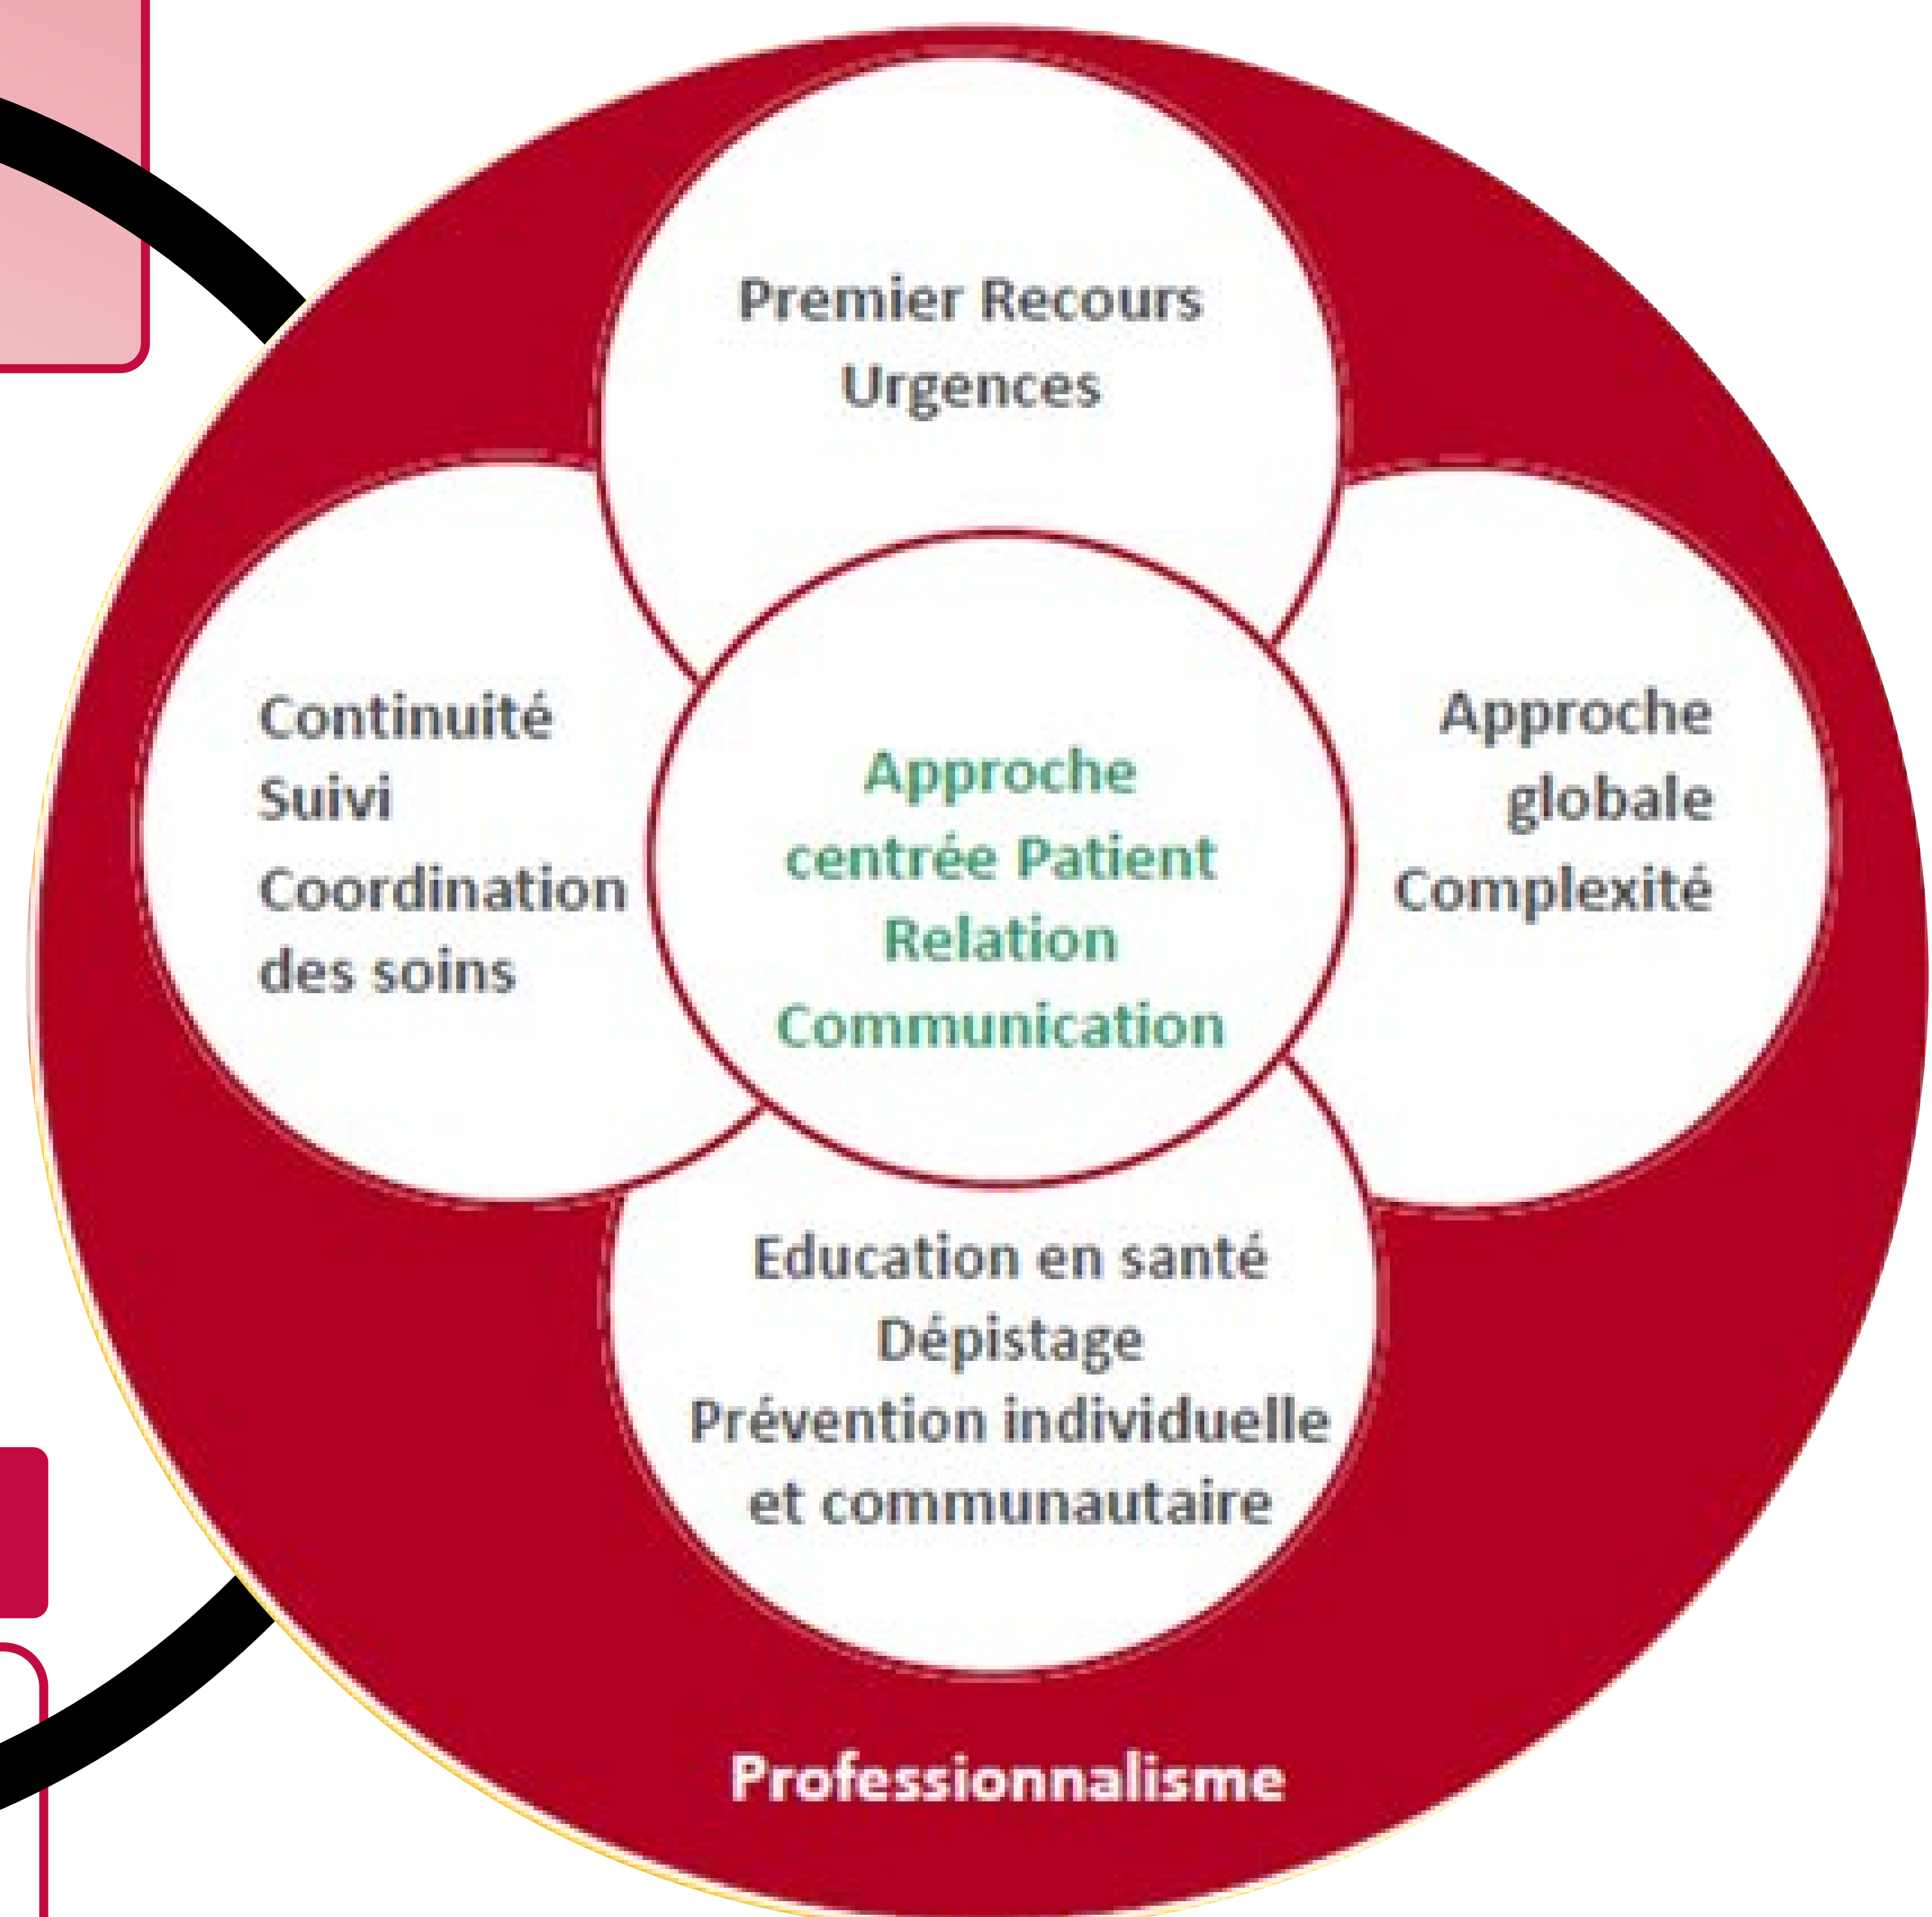 Premier Recours
Urgences
Continuité
Suivi
Coordination
des soins
Approche
centrée Patient
Relation
Communication
Approche
globale
Complexité
Education en santé
Dépistage
Prévention individuelle
et communautaire
Professionnalisme